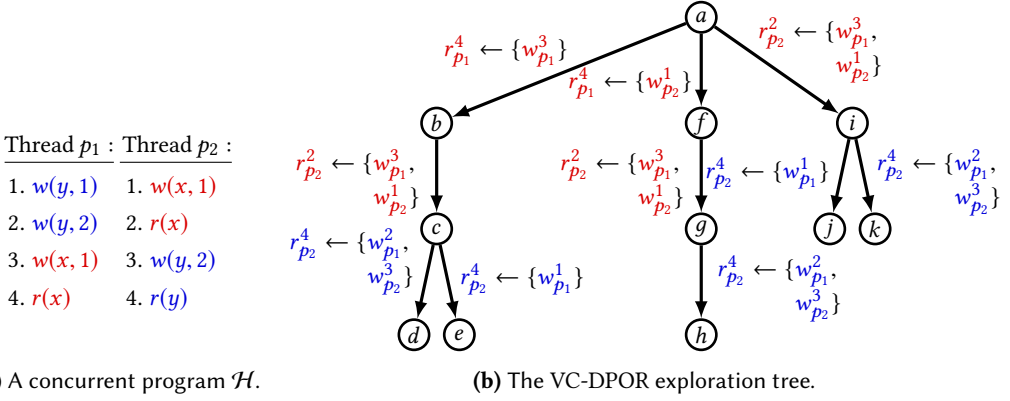 a
r⁴ₚ₁ ← {w³ₚ₁}
r⁴ₚ₁ ← {w¹ₚ₂}
r²ₚ₂ ← {w³ₚ₁,
w¹ₚ₂}
b
f
i
Thread p₁ : Thread p₂ :
1. w(y, 1) 1. w(x, 1)
2. w(y, 2) 2. r(x)
3. w(x, 1) 3. w(y, 2)
4. r(x) 4. r(y)
r²ₚ₂ ← {w³ₚ₁,
w¹ₚ₂}
r²ₚ₂ ← {w³ₚ₁,
w¹ₚ₂}
r⁴ₚ₂ ← {w¹ₚ₁}
r⁴ₚ₂ ← {w²ₚ₁,
w³ₚ₂}
c
g
j
k
r⁴ₚ₂ ← {w²ₚ₁,
w³ₚ₂}
r⁴ₚ₂ ← {w¹ₚ₁}
r⁴ₚ₂ ← {w²ₚ₁,
w³ₚ₂}
d
e
h
) A concurrent program ℋ.
(b) The VC-DPOR exploration tree.